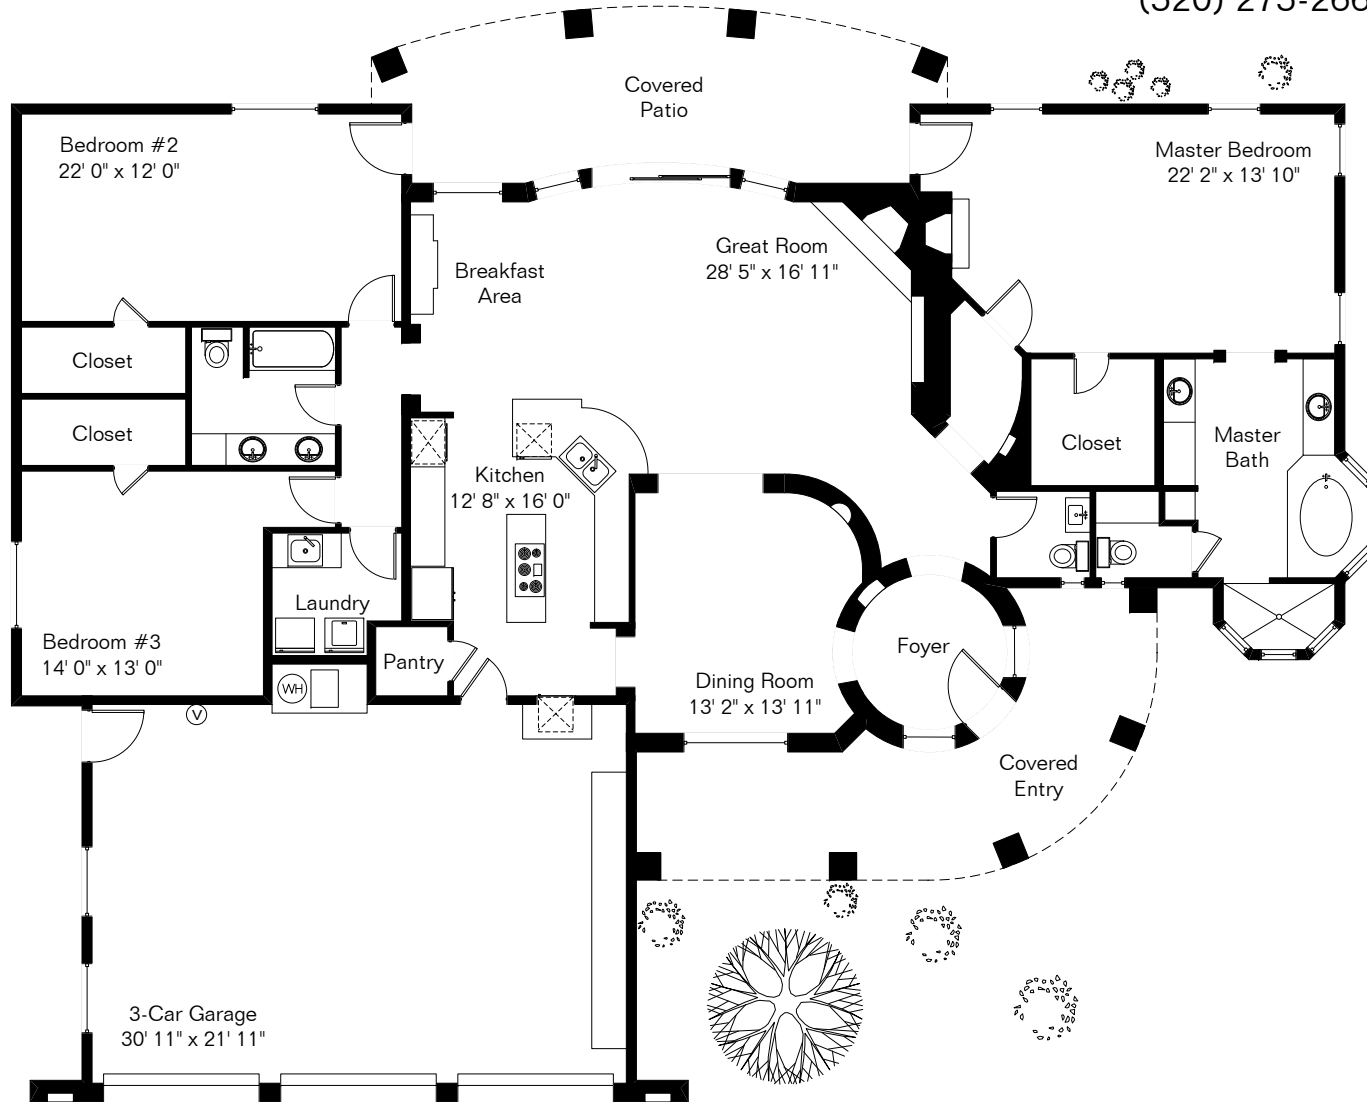 Covered
Patio
Bedroom #2
22' 0" x 12' 0"
Master Bedroom
22' 2" x 13' 10"
Great Room
28' 5" x 16' 11"
Breakfast
Area
Closet
Closet
Closet
Master
Bath
Kitchen
12' 8" x 16' 0"
Laundry
Bedroom #3
14' 0" x 13' 0"
Pantry
WH
V
Foyer
Dining Room
13' 2" x 13' 11"
Covered
Entry
3-Car Garage
30' 11" x 21' 11"